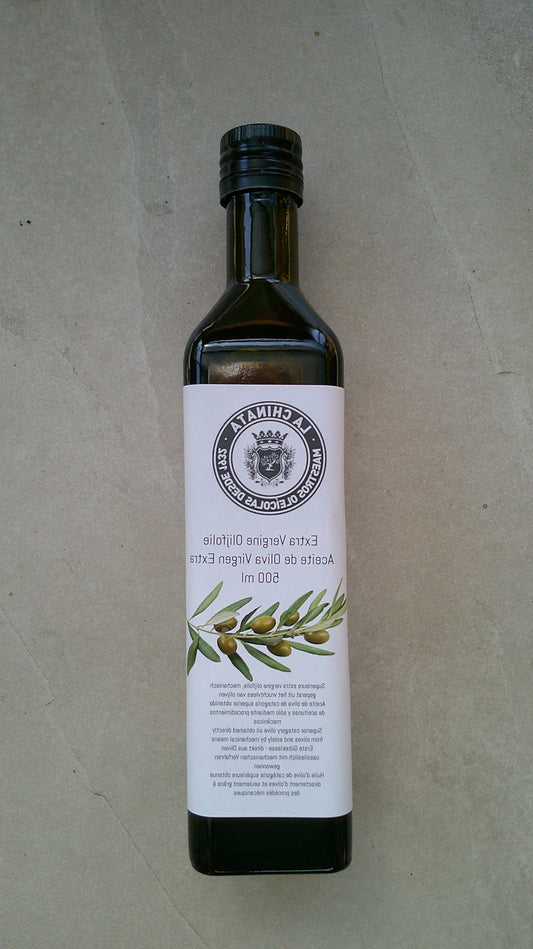 LA CHINATA
MAESTROS OLEÍCOLAS DESDE 1932
Extra Vergine Olijfolie
Aceite de Oliva Virgen Extra
500 ml
Superieure extra vergine olijfolie, mechanisch
geperst uit het vruchtvlees van olijven
Aceite de oliva de categoría superior obtenido
de aceitunas y sólo mediante procedimientos
mecánicos
Superior category olive oil obtained directly
from olives and solely by mechanical means
Erste Güteklasse - direkt aus Oliven
ussasliesslich mit mechanischen Verfahren
gewonnen
Huile d'olive de catégorie supérieure obtenue
directement d'olives et seulement grâce à
des procédés mécaniques